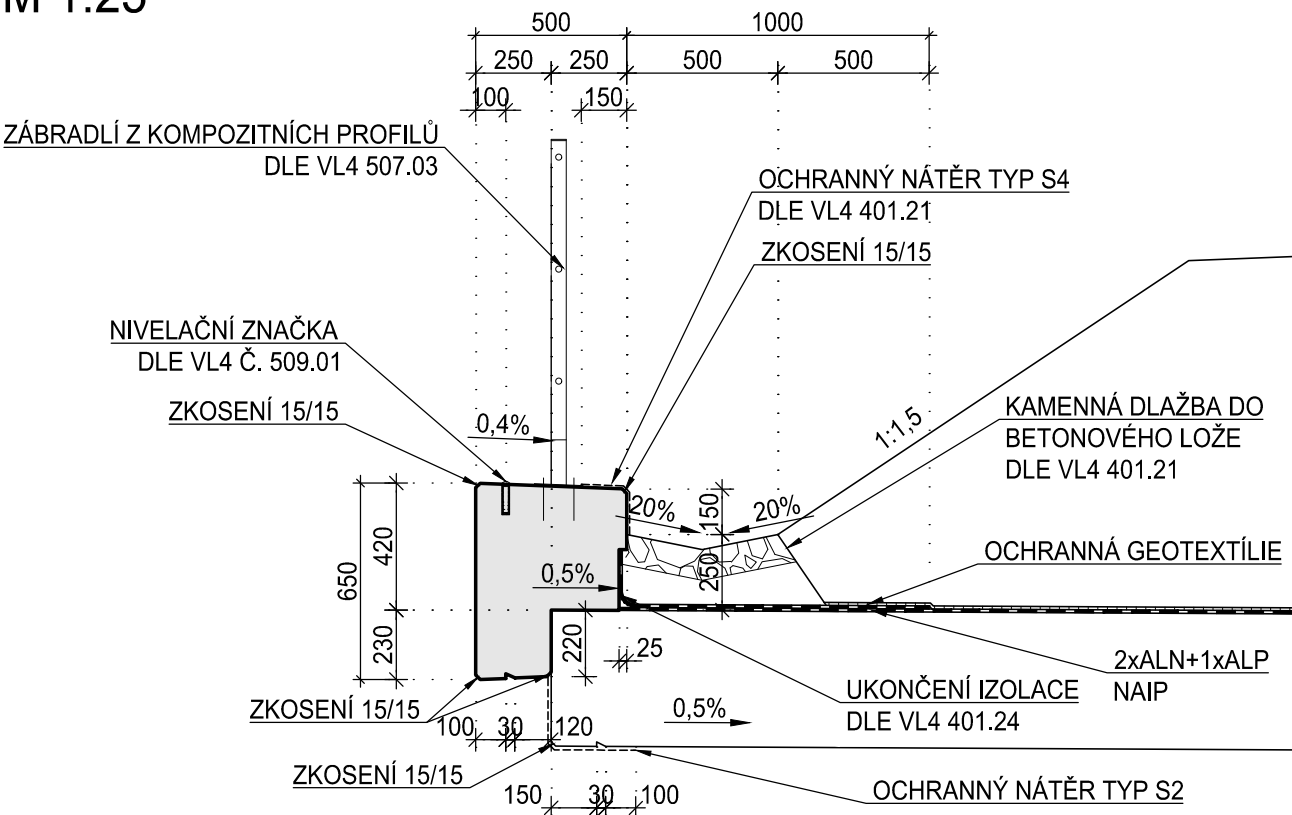 M 1:25
500 1000
250 250 500 500
100 150
ZÁBRADLÍ Z KOMPOZITNÍCH PROFILŮ
DLE VL4 507.03
OCHRANNÝ NÁTĚR TYP S4
DLE VL4 401.21
ZKOSENÍ 15/15
NIVELAČNÍ ZNAČKA
DLE VL4 Č. 509.01
ZKOSENÍ 15/15
0,4%
1:1,5
KAMENNÁ DLAŽBA DO
BETONOVÉHO LOŽE
DLE VL4 401.21
20% 150 20%
650
420
0,5%
250
OCHRANNÁ GEOTEXTÍLIE
230
220
25
2xALN+1xALP
NAIP
UKONČENÍ IZOLACE
DLE VL4 401.24
ZKOSENÍ 15/15
0,5%
100 30 120
ZKOSENÍ 15/15
150 30 100
OCHRANNÝ NÁTĚR TYP S2